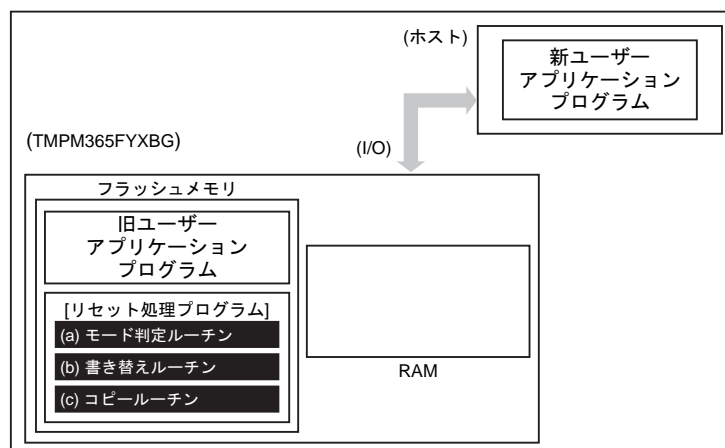 (ホスト)
新ユーザー
アプリケーション
プログラム
(TMPM365FYXBG)
(I/O)
フラッシュメモリ
旧ユーザー
アプリケーション
プログラム
[リセット処理プログラム]
(a) モード判定ルーチン
(b) 書き替えルーチン
(c) コピールーチン
RAM